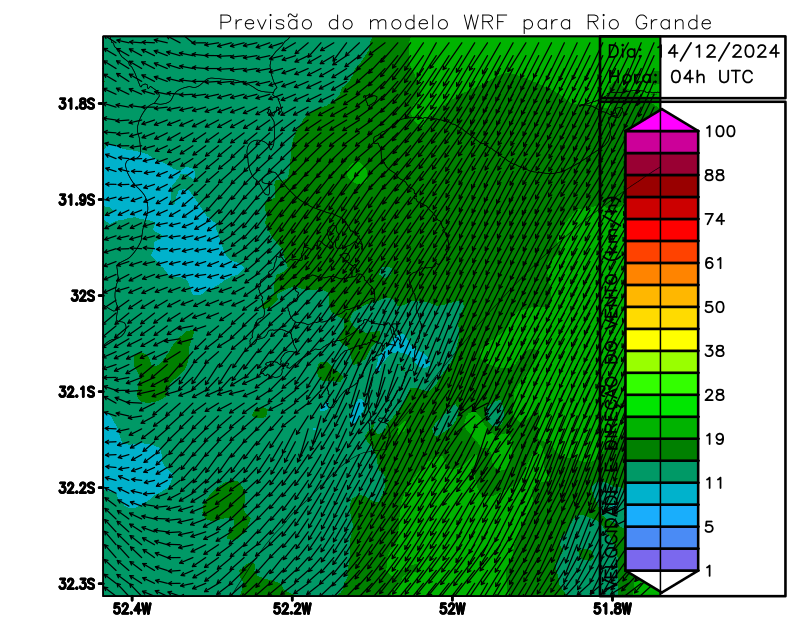 Previsão do modelo WRF para Rio Grande
Dia: 14/12/2024
Hora: 04h UTC
VELOCIDADE E DIREÇÃO DO VENTO (km/h)
100
88
74
61
50
38
28
19
11
5
1
31.8S
31.9S
32S
32.1S
32.2S
32.3S
52.4W
52.2W
52W
51.8W